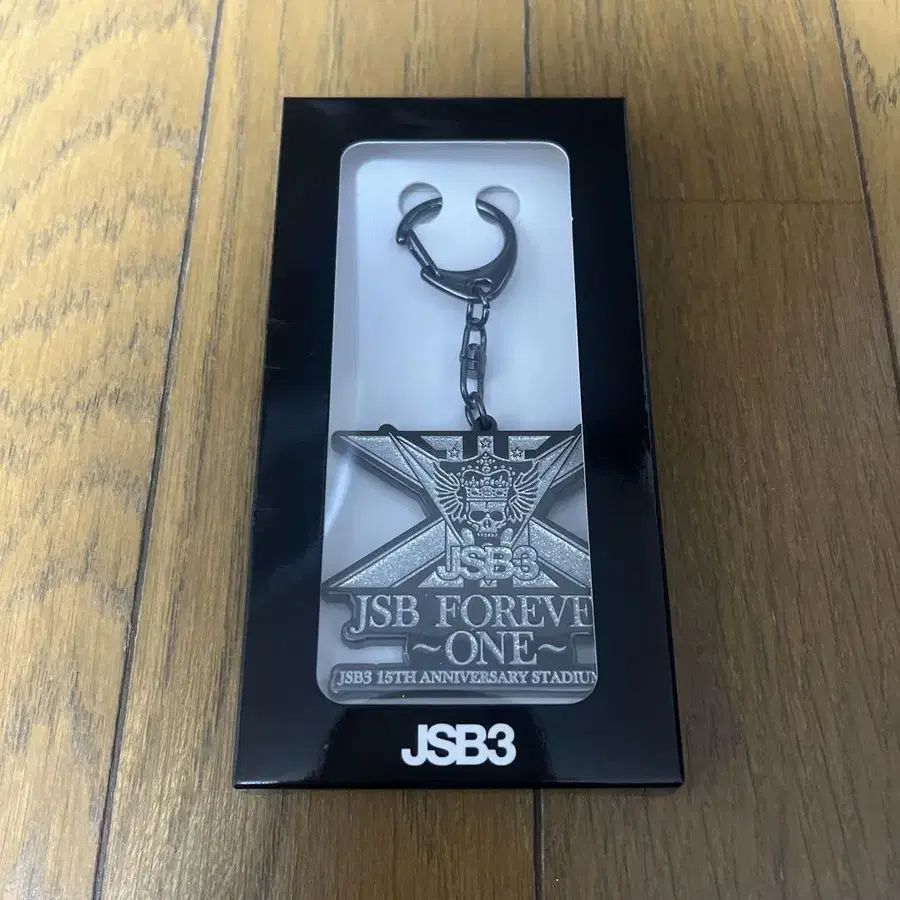 JSB3
JSB FOREVE
~ONE~
JSB3 15TH ANNIVERSARY STADIUM
JSB3